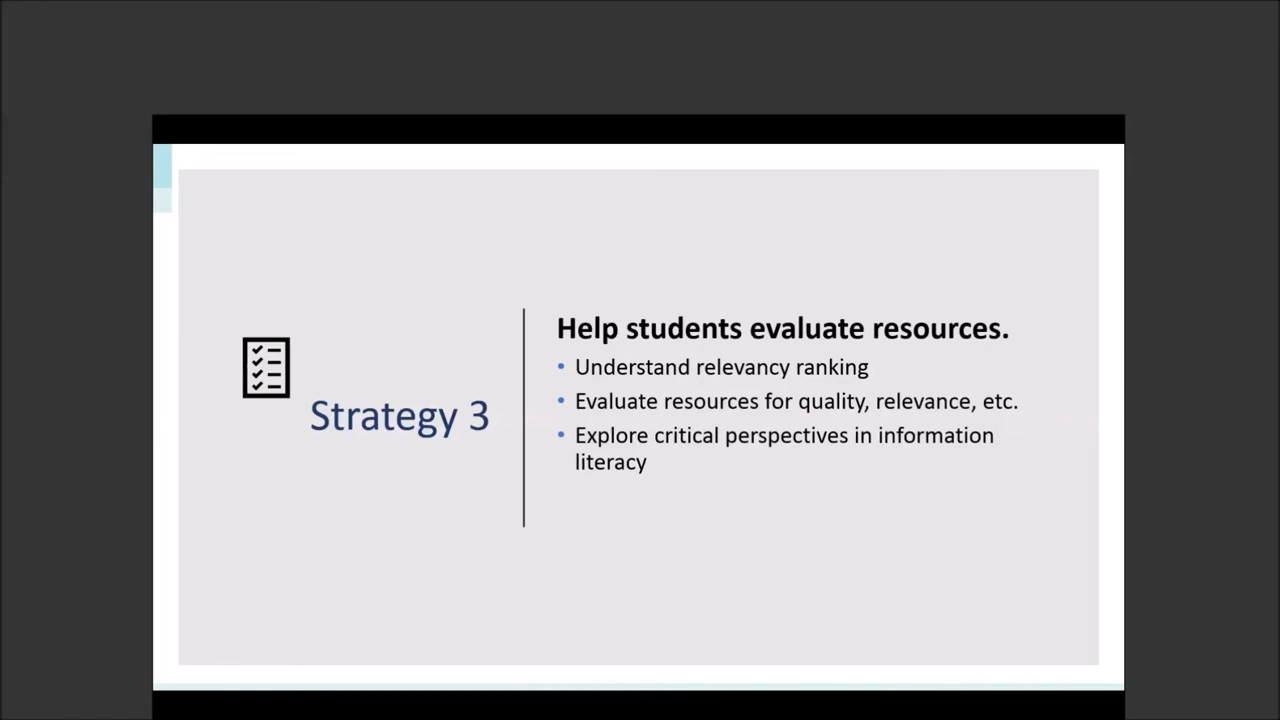 Strategy 3
Help students evaluate resources.
• Understand relevancy ranking
• Evaluate resources for quality, relevance, etc.
• Explore critical perspectives in information
literacy